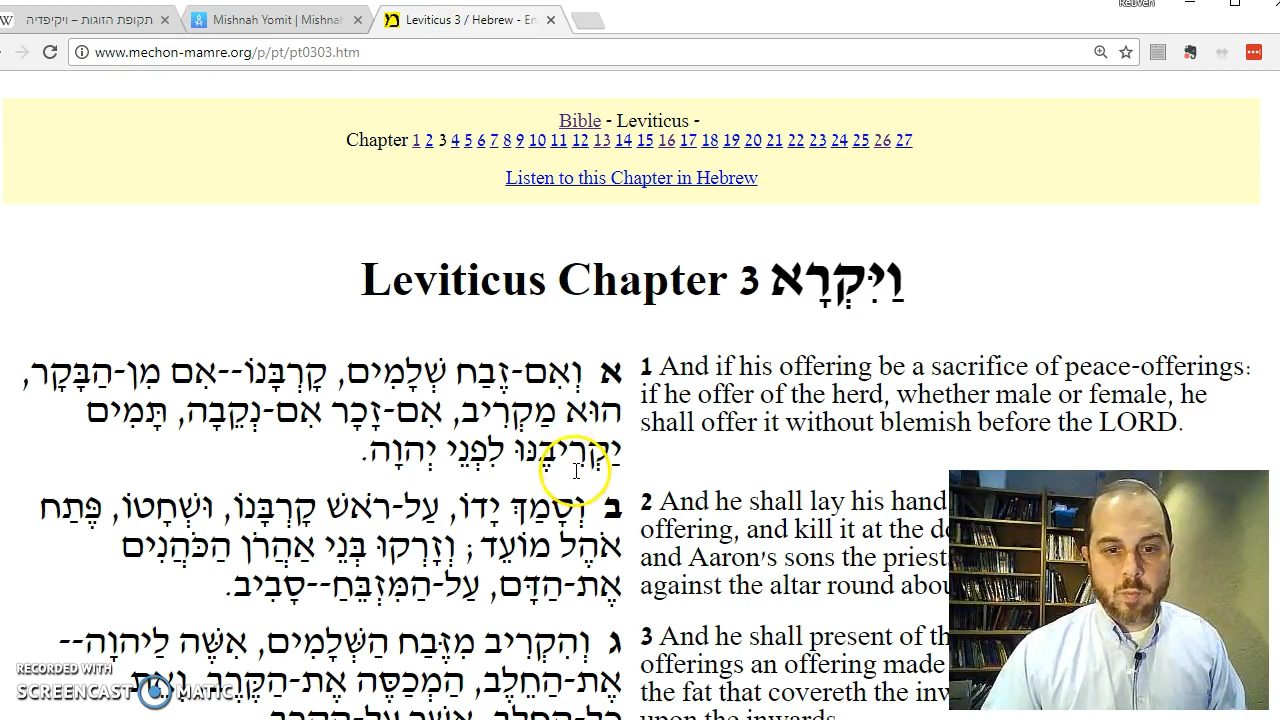 Reuven
תקופת הזוגות – ויקיפדיה
Mishnah Yomit | Mishnah
Leviticus 3 / Hebrew - En
www.mechon-mamre.org/p/pt/pt0303.htm
Bible - Leviticus -
Chapter 1 2 3 4 5 6 7 8 9 10 11 12 13 14 15 16 17 18 19 20 21 22 23 24 25 26 27
Listen to this Chapter in Hebrew
Leviticus Chapter 3 וַיִּקְרָא
א וְאִם-זֶבַח שְׁלָמִים, קָרְבָּנוֹ--אִם מִן-הַבָּקָר,
הוּא מַקְרִיב, אִם-זָכָר אִם-נְקֵבָה, תָּמִים
יַקְרִיבֶנּוּ לִפְנֵי יְהוָה.
1 And if his offering be a sacrifice of peace-offerings:
if he offer of the herd, whether male or female, he
shall offer it without blemish before the LORD.
ב וְסָמַךְ יָדוֹ, עַל-רֹאשׁ קָרְבָּנוֹ, וּשְׁחָטוֹ, פֶּתַח
אֹהֶל מוֹעֵד; וְזָרְקוּ בְּנֵי אַהֲרֹן הַכֹּהֲנִים
אֶת-הַדָּם, עַל-הַמִּזְבֵּחַ--סָבִיב.
2 And he shall lay his hand
offering, and kill it at the
and Aaron's sons the priest
against the altar round abou
ג וְהִקְרִיב מִזֶּבַח הַשְּׁלָמִים, אִשֶּׁה לַיהוָה--
אֶת-הַחֵלֶב, הַמְכַסֶּה אֶת-הַקֶּרֶב, וְאֵת
כָּל-הַחֵלֶב, אֲשֶׁר עַל-הַקֶּרֶב
3 And he shall present of th
offerings an offering made
the fat that covereth the inw
upon the inwards
RECORDED WITH
SCREENCAST MATIC